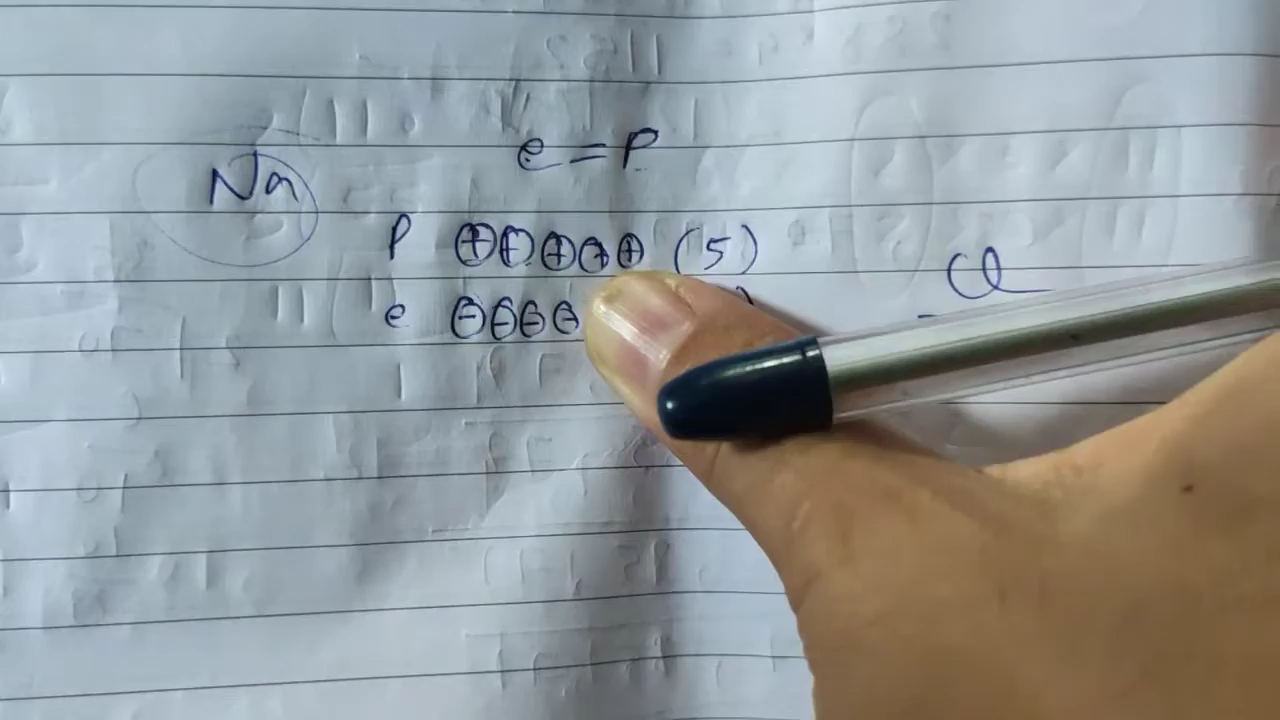 e = P
Na
P ⊕⊕⊕⊕⊕ (5)
e ⊖⊖⊖⊖ )
Cl